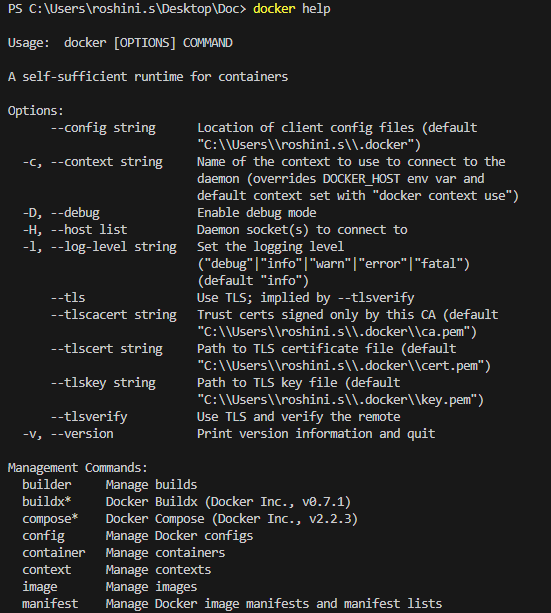 PS C:\Users\roshini.s\Desktop\Doc> docker help
Usage:  docker [OPTIONS] COMMAND
A self-sufficient runtime for containers
Options:
      --config string      Location of client config files (default
                           "C:\\Users\\roshini.s\\.docker")
  -c, --context string     Name of the context to use to connect to the
                           daemon (overrides DOCKER_HOST env var and
                           default context set with "docker context use")
  -D, --debug              Enable debug mode
  -H, --host list          Daemon socket(s) to connect to
  -l, --log-level string   Set the logging level
                           ("debug"|"info"|"warn"|"error"|"fatal")
                           (default "info")
      --tls                Use TLS; implied by --tlsverify
      --tlscacert string   Trust certs signed only by this CA (default
                           "C:\\Users\\roshini.s\\.docker\\ca.pem")
      --tlscert string     Path to TLS certificate file (default
                           "C:\\Users\\roshini.s\\.docker\\cert.pem")
      --tlskey string      Path to TLS key file (default
                           "C:\\Users\\roshini.s\\.docker\\key.pem")
      --tlsverify          Use TLS and verify the remote
  -v, --version            Print version information and quit
Management Commands:
  builder     Manage builds
  buildx*     Docker Buildx (Docker Inc., v0.7.1)
  compose*    Docker Compose (Docker Inc., v2.2.3)
  config      Manage Docker configs
  container   Manage containers
  context     Manage contexts
  image       Manage images
  manifest    Manage Docker image manifests and manifest lists